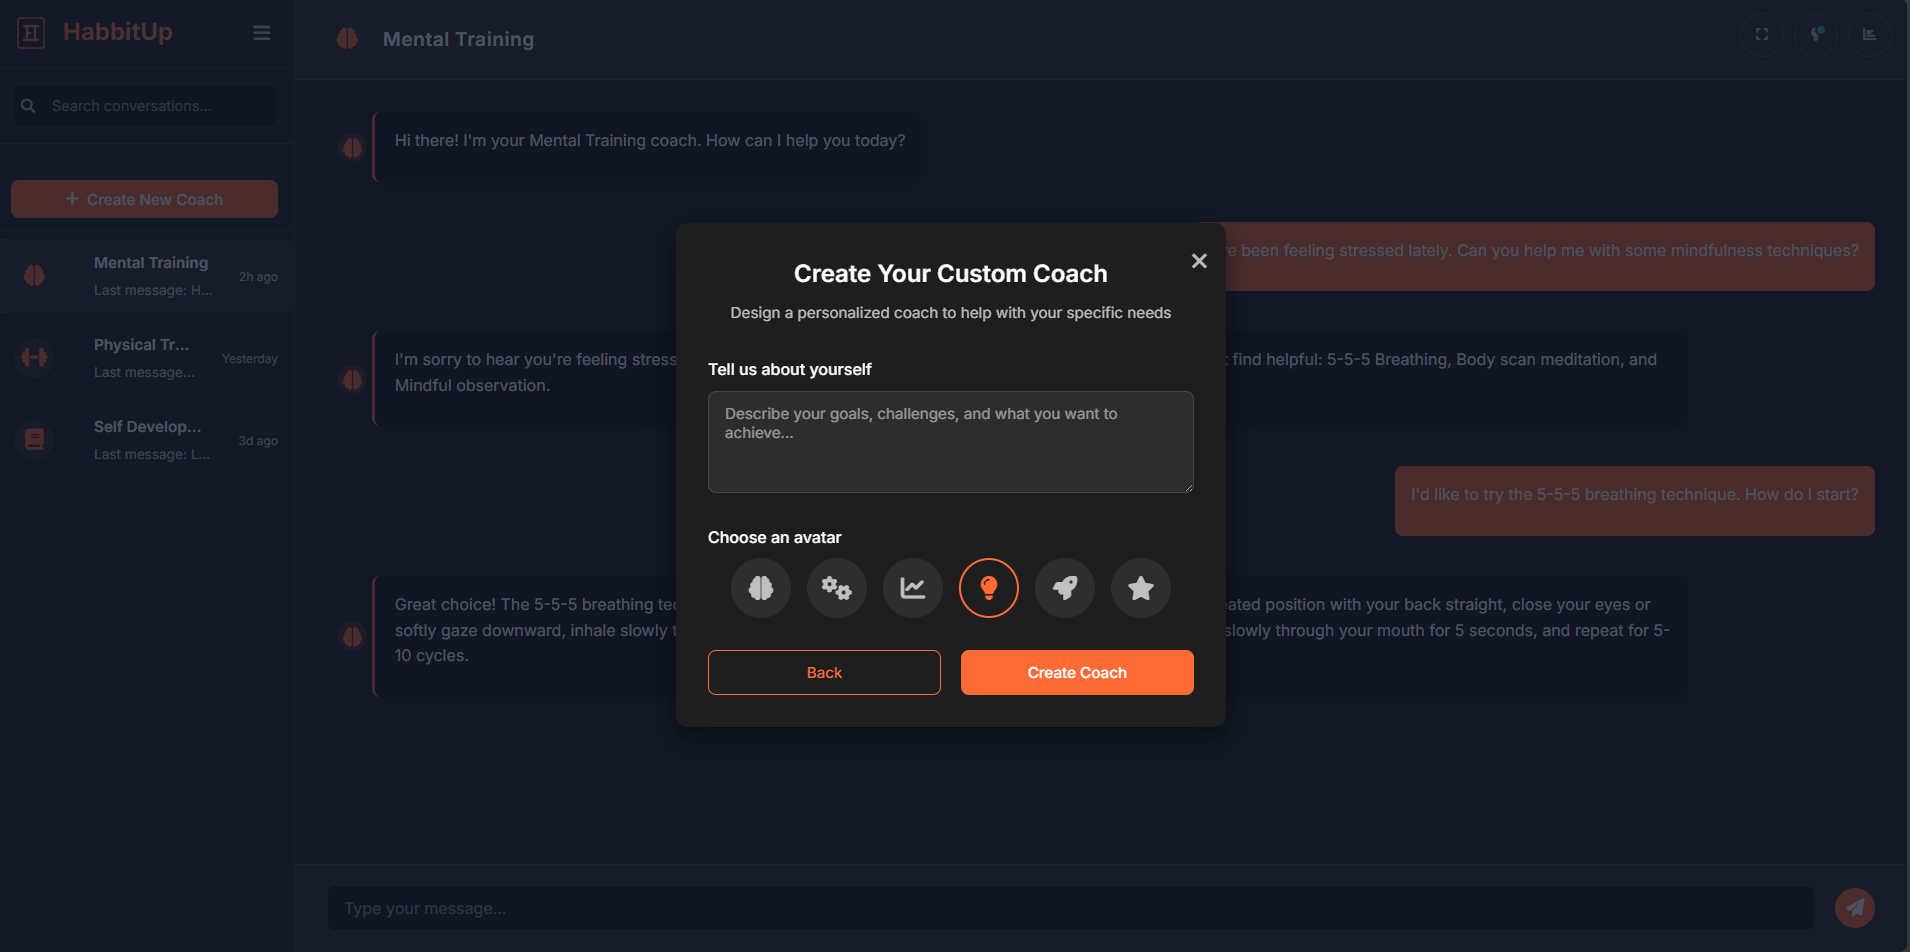 HabbitUp
Search conversations...
Create New Coach
Mental Training
2h ago
Last message: H...
Physical Tr...
Yesterday
Last message...
Self Develop...
3d ago
Last message: L...
Mental Training
Hi there! I'm your Mental Training coach. How can I help you today?
been feeling stressed lately. Can you help me with some mindfulness techniques?
I'm sorry to hear you're feeling
find helpful: 5-5-5 Breathing, Body scan meditation, and
Mindful observation.
I'd like to try the 5-5-5 breathing technique. How do I start?
Great choice! The 5-5-5 breathing
position with your back straight, close your eyes or
softly gaze downward, inhale slowly
slowly through your mouth for 5 seconds, and repeat for 5-
10 cycles.
Create Your Custom Coach
Design a personalized coach to help with your specific needs
Tell us about yourself
Describe your goals, challenges, and what you want to
achieve...
Choose an avatar
Back
Create Coach
Type your message...